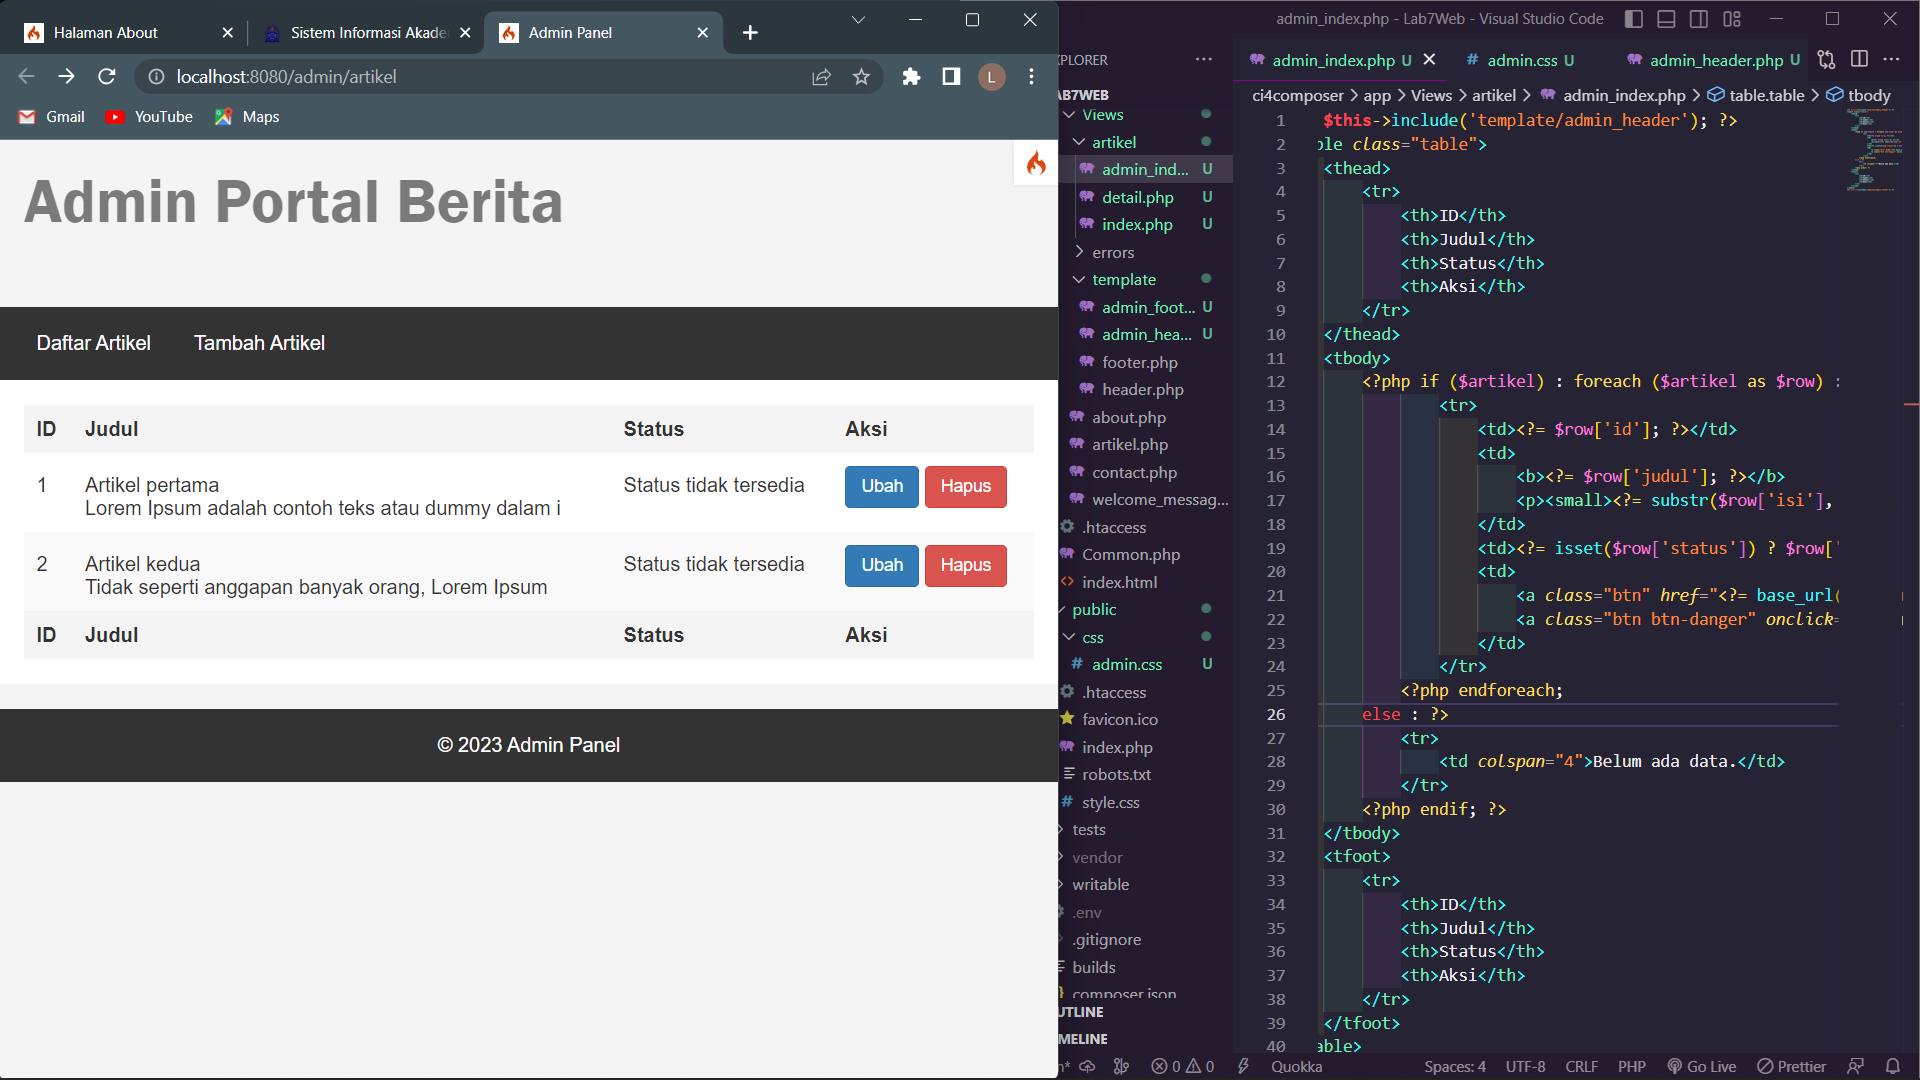 Halaman About
Sistem Informasi Akade
Admin Panel
localhost:8080/admin/artikel
L
Gmail
YouTube
Maps
Admin Portal Berita
Daftar Artikel
Tambah Artikel
ID Judul Status Aksi
1 Artikel pertama Status tidak tersedia Ubah Hapus
Lorem Ipsum adalah contoh teks atau dummy dalam i
2 Artikel kedua Status tidak tersedia Ubah Hapus
Tidak seperti anggapan banyak orang, Lorem Ipsum
ID Judul Status Aksi
© 2023 Admin Panel
admin_index.php - Lab7Web - Visual Studio Code
XPLORER
AB7WEB
Views
artikel
admin_ind... U
detail.php U
index.php U
errors
template
admin_foot... U
admin_hea... U
footer.php
header.php
about.php
artikel.php
contact.php
welcome_messag...
.htaccess
Common.php
index.html
public
css
admin.css U
.htaccess
favicon.ico
index.php
robots.txt
style.css
tests
vendor
writable
.env
.gitignore
builds
composer.json
UTLINE
MELINE
admin_index.php U
# admin.css U
admin_header.php U
ci4composer > app > Views > artikel > admin_index.php > table.table > tbody
1 $this->include('template/admin_header'); ?>
2 ble class="table">
3 <thead>
4 <tr>
5 <th>ID</th>
6 <th>Judul</th>
7 <th>Status</th>
8 <th>Aksi</th>
9 </tr>
10 </thead>
11 <tbody>
12 <?php if ($artikel) : foreach ($artikel as $row) :
13 <tr>
14 <td><?= $row['id']; ?></td>
15 <td>
16 <b><?= $row['judul']; ?></b>
17 <p><small><?= substr($row['isi'],
18 </td>
19 <td><?= isset($row['status']) ? $row['
20 <td>
21 <a class="btn" href="<?= base_url(
22 <a class="btn btn-danger" onclick=
23 </td>
24 </tr>
25 <?php endforeach;
26 else : ?>
27 <tr>
28 <td colspan="4">Belum ada data.</td>
29 </tr>
30 <?php endif; ?>
31 </tbody>
32 <tfoot>
33 <tr>
34 <th>ID</th>
35 <th>Judul</th>
36 <th>Status</th>
37 <th>Aksi</th>
38 </tr>
39 </tfoot>
40 able>
0 0 Quokka Spaces: 4 UTF-8 CRLF PHP Go Live Prettier